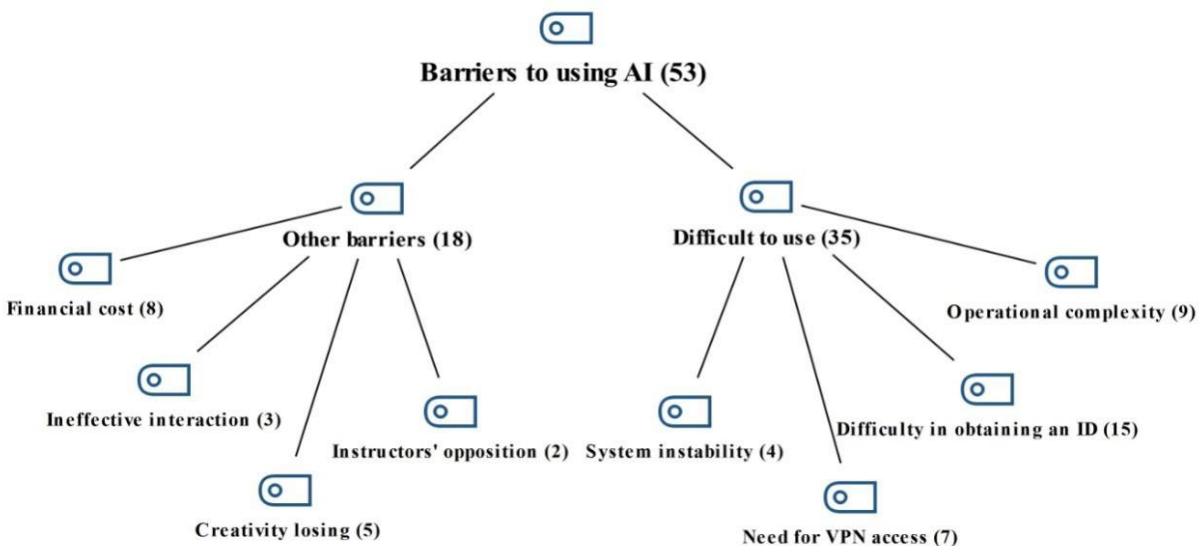 Barriers to using AI (53)
Other barriers (18)
Difficult to use (35)
Financial cost (8)
Operational complexity (9)
Ineffective interaction (3)
Difficulty in obtaining an ID (15)
Instructors' opposition (2)
System instability (4)
Creativity losing (5)
Need for VPN access (7)